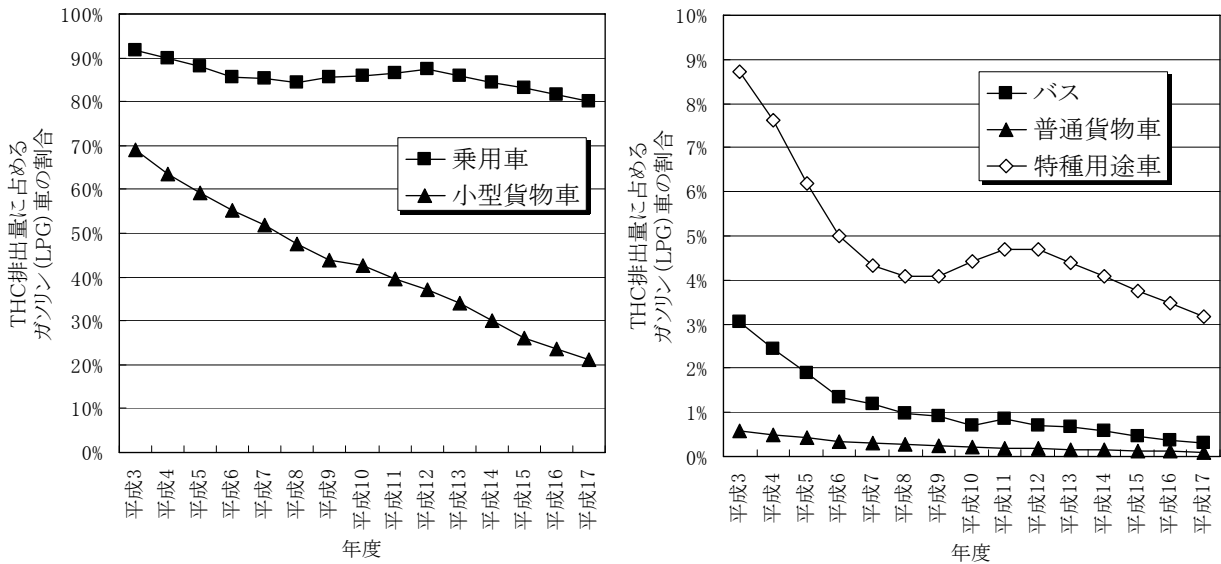 100%
90%
80%
70%
60%
50%
40%
30%
20%
10%
0%
THC排出量に占める
ガソリン(LPG)車の割合
乗用車
小型貨物車
平成3
平成4
平成5
平成6
平成7
平成8
平成9
平成10
平成11
平成12
平成13
平成14
平成15
平成16
平成17
年度
10%
9%
8%
7%
6%
5%
4%
3%
2%
1%
0%
THC排出量に占める
ガソリン(LPG)車の割合
バス
普通貨物車
特種用途車
平成3
平成4
平成5
平成6
平成7
平成8
平成9
平成10
平成11
平成12
平成13
平成14
平成15
平成16
平成17
年度